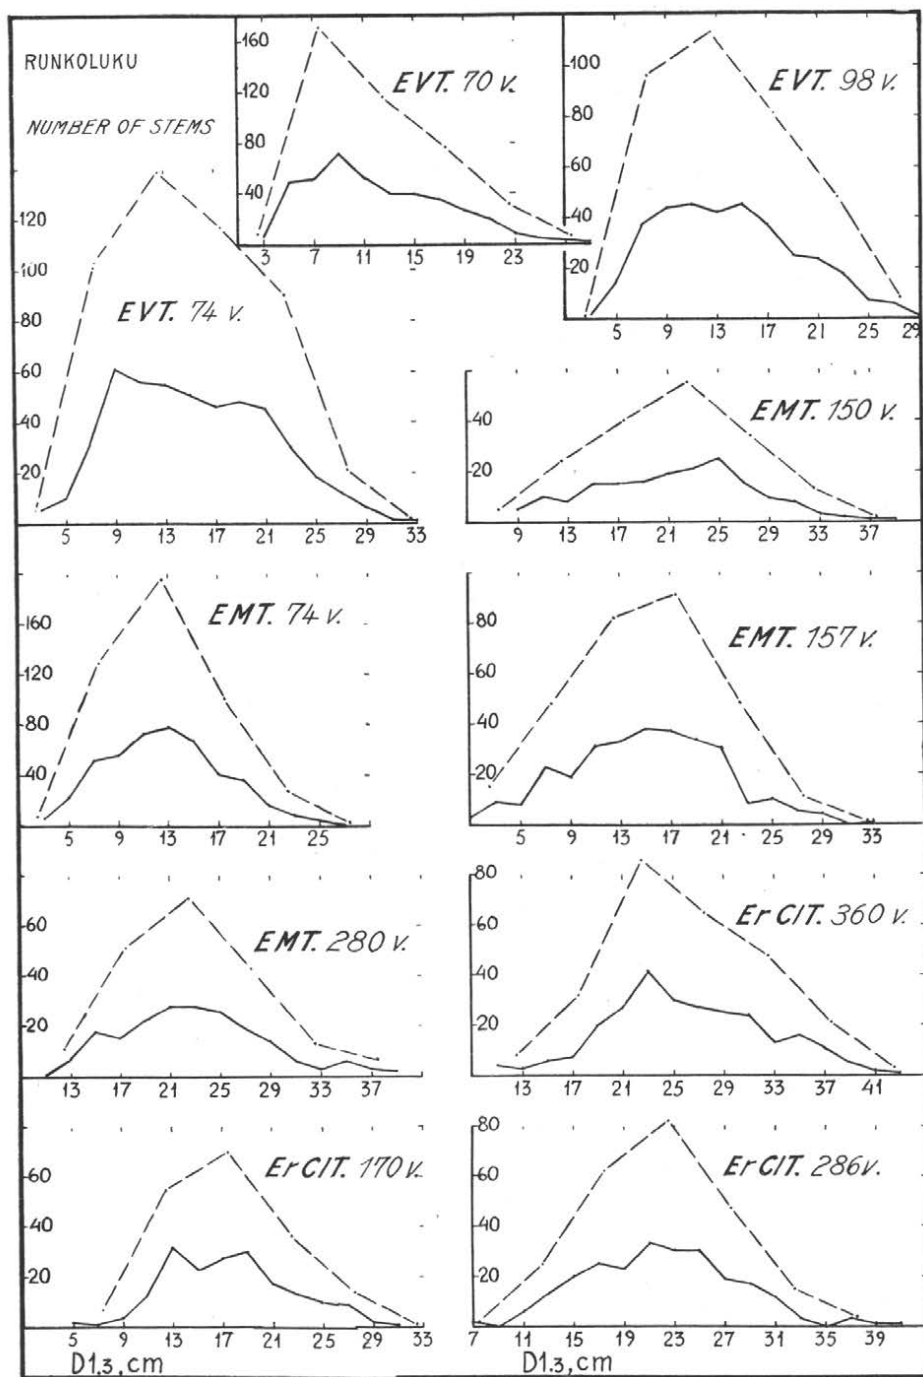 RUNKOLUKU
NUMBER OF STEMS
160
120
80
40
EVT. 70 v.
3 7 11 15 19 23
100
80
60
40
20
EVT. 98 v.
5 9 13 17 21 25 29
120
100
80
60
40
20
EVT. 74 v.
5 9 13 17 21 25 29 33
40
20
EMT. 150 v.
9 13 17 21 25 29 33 37
160
120
80
40
EMT. 74 v.
5 9 13 17 21 25
80
60
40
20
EMT. 157 v.
5 9 13 17 21 25 29 33
60
40
20
EMT. 280 v.
13 17 21 25 29 33 37
80
60
40
20
ErCIT. 360 v.
13 17 21 25 29 33 37 41
60
40
20
ErCIT. 170 v.
5 9 13 17 21 25 29 33
D1.3, cm
80
60
40
20
ErCIT. 286 v.
7 11 15 19 23 27 31 35 39
D1.3, cm